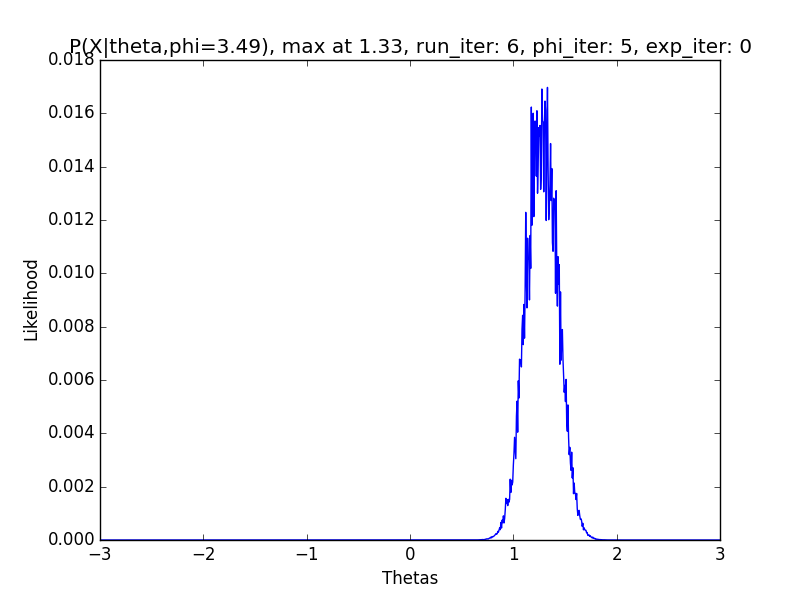 P(X|theta,phi=3.49), max at 1.33, run_iter: 6, phi_iter: 5, exp_iter: 0
0.018
0.016
0.014
0.012
0.010
0.008
0.006
0.004
0.002
0.000
Likelihood
−3 −2 −1 0 1 2 3
Thetas